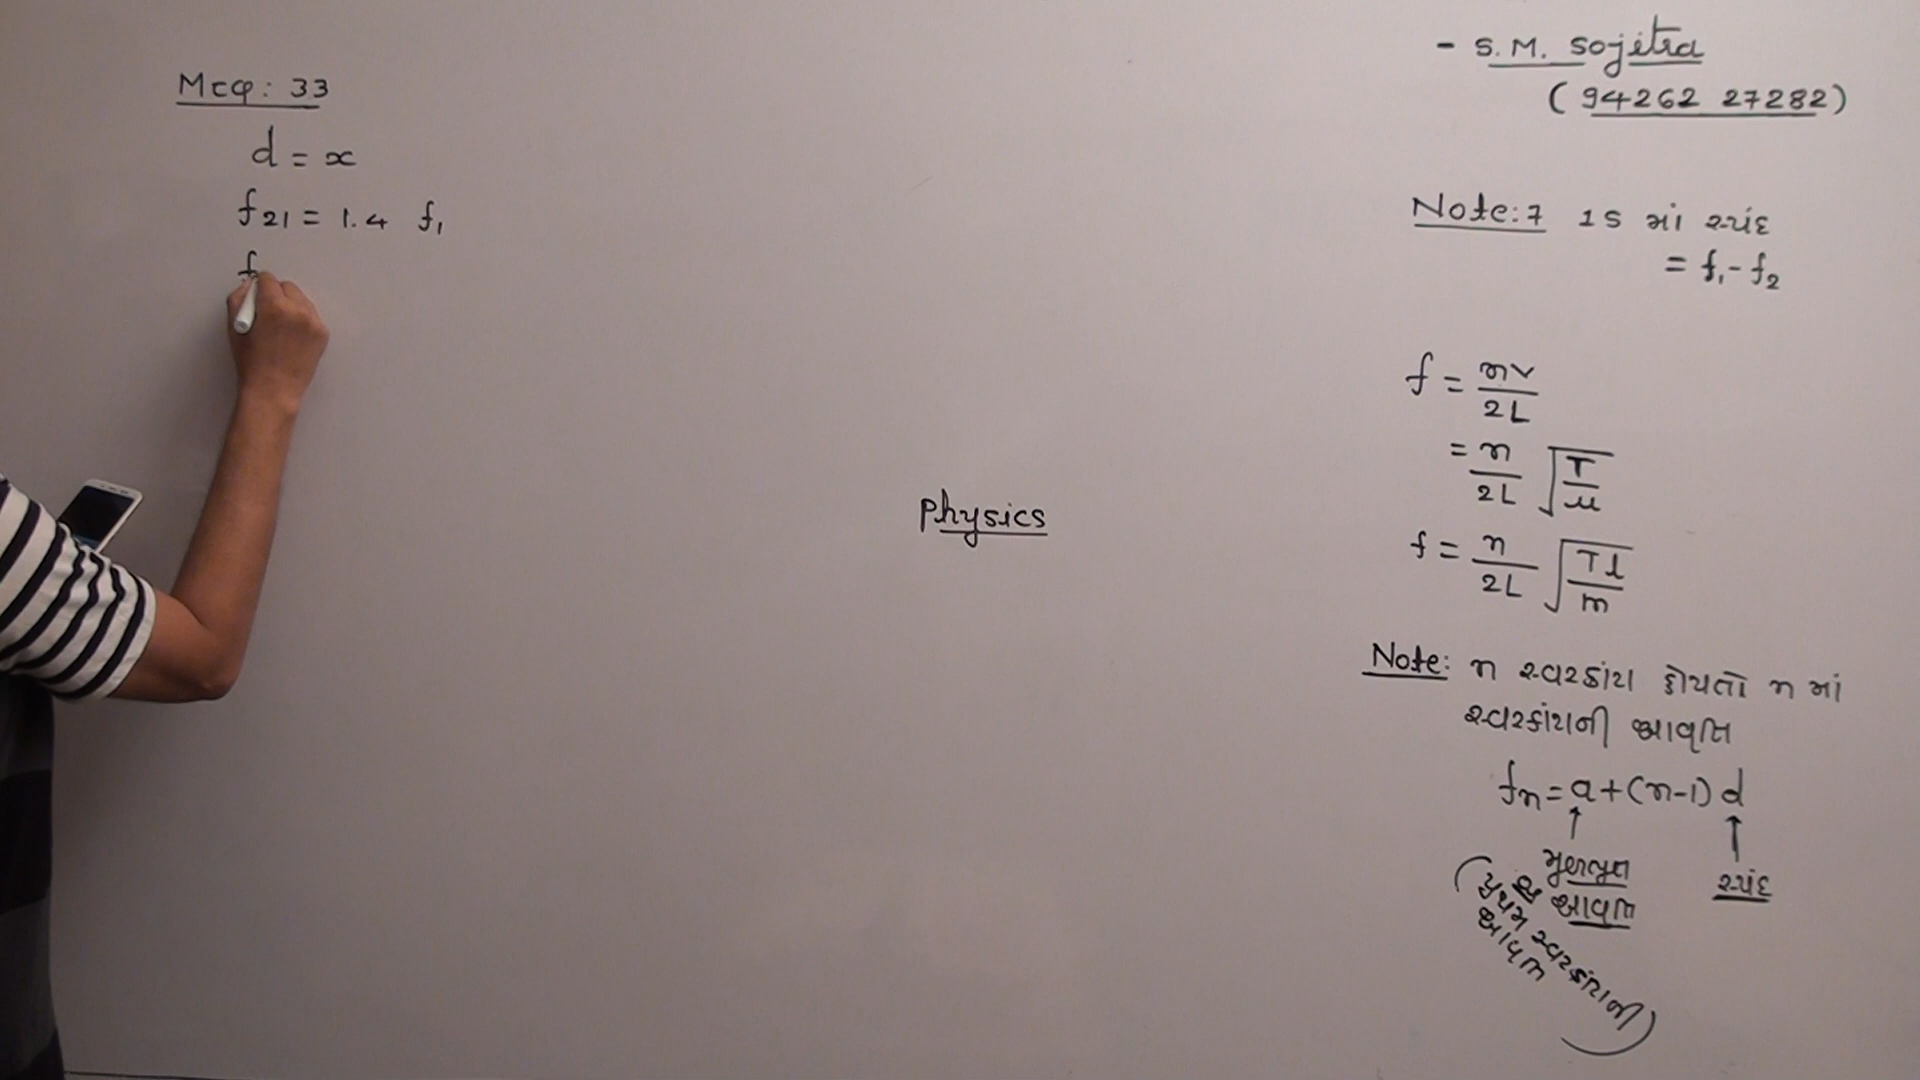 Mcq: 33
d = x
f21 = 1.4 f1
f
Physics
- S.M. Sojitra
( 94262 27282)
Note:7 1S માં સ્પંદ
= f1 - f2
f = nv/2L
= n/2L √T/μ
f = n/2L √Tl/m
Note: n સ્વરકાંટા હોયતો n માં
સ્વરકાંટાની આવૃત્તિ
fn = a+(n-1)d
↑ ↑
મુળભૂત સ્પંદ
આવૃત્તિ
(પ્રથમ સ્વરકાંટાની
આવૃત્તિ)